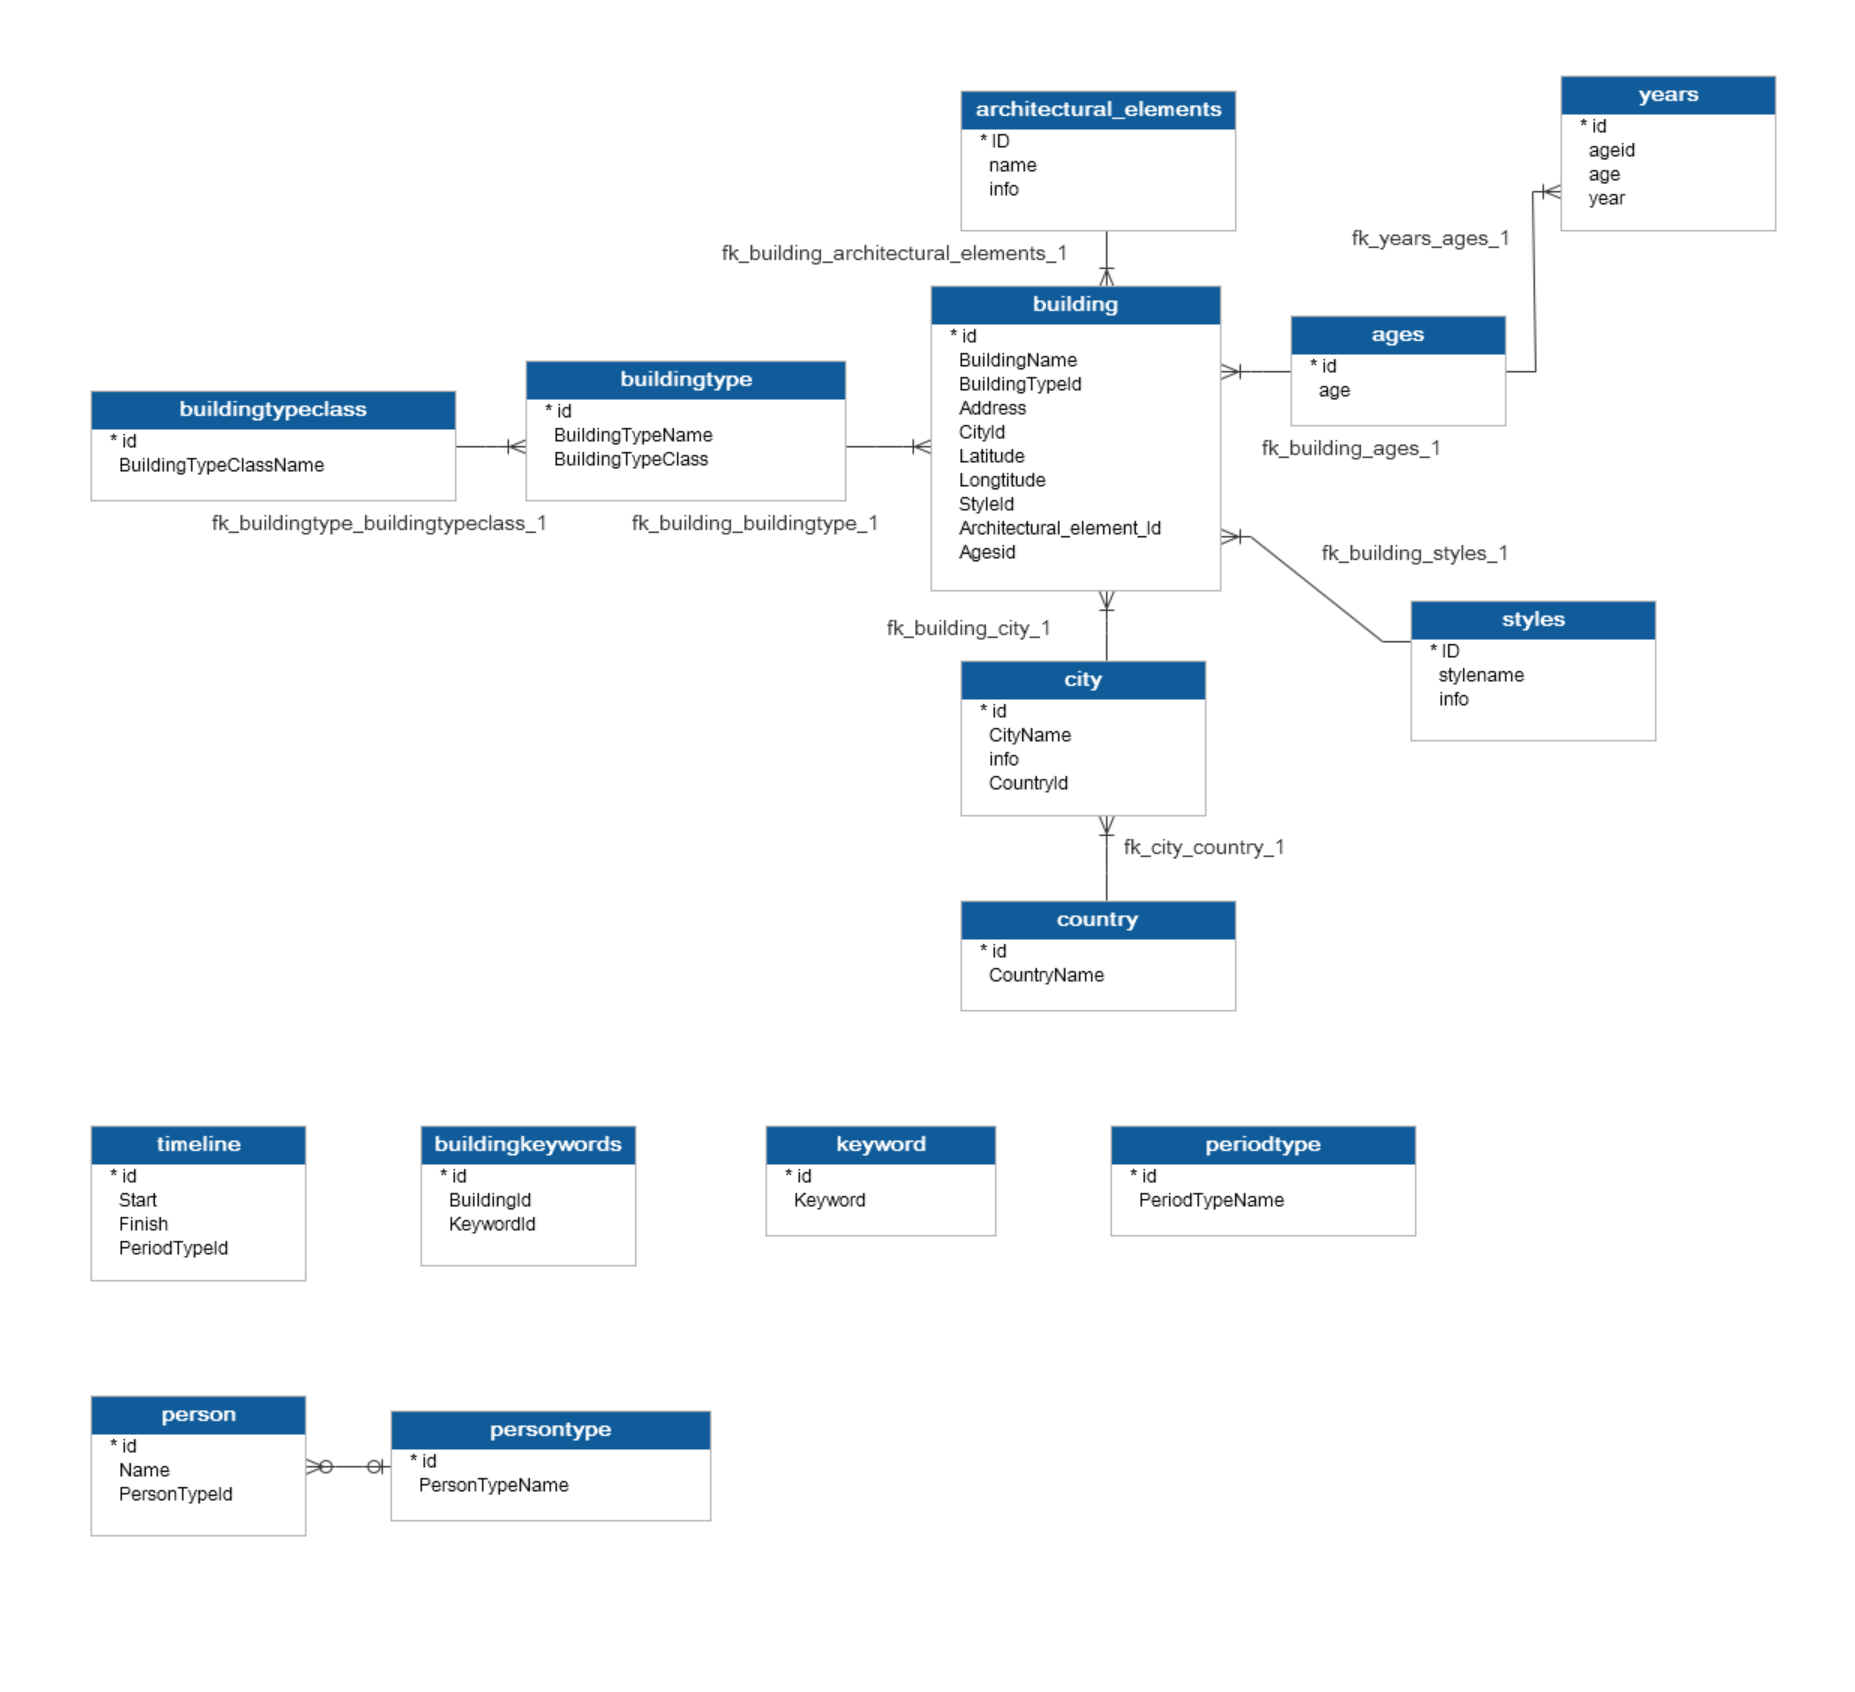 architectural_elements
* ID
name
info
years
* id
ageid
age
year
fk_building_architectural_elements_1
fk_years_ages_1
building
* id
BuildingName
BuildingTypeId
Address
CityId
Latitude
Longtitude
StyleId
Architectural_element_Id
Agesid
ages
* id
age
fk_building_ages_1
buildingtypeclass
* id
BuildingTypeClassName
buildingtype
* id
BuildingTypeName
BuildingTypeClass
fk_buildingtype_buildingtypeclass_1
fk_building_buildingtype_1
fk_building_styles_1
styles
* ID
stylename
info
fk_building_city_1
city
* id
CityName
info
CountryId
fk_city_country_1
country
* id
CountryName
timeline
* id
Start
Finish
PeriodTypeId
buildingkeywords
* id
BuildingId
KeywordId
keyword
* id
Keyword
periodtype
* id
PeriodTypeName
person
* id
Name
PersonTypeId
persontype
* id
PersonTypeName